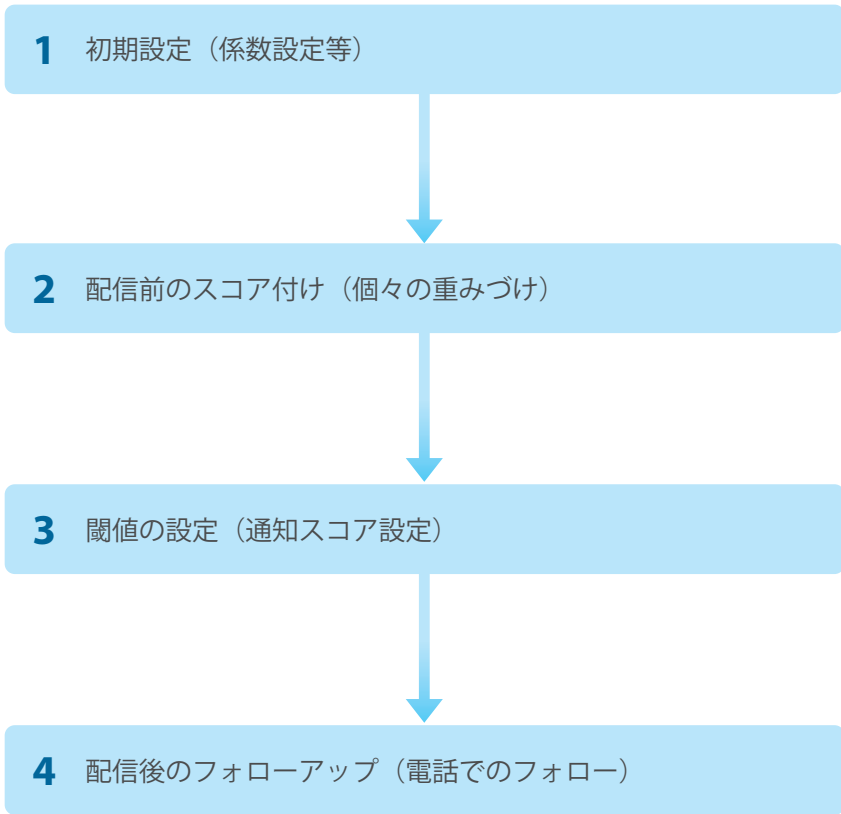 1 初期設定（係数設定等）
2 配信前のスコア付け（個々の重みづけ）
3 閾値の設定（通知スコア設定）
4 配信後のフォローアップ（電話でのフォロー）